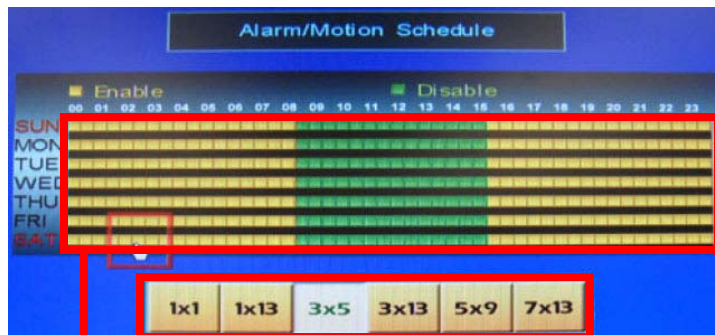 Alarm/Motion Schedule
Enable Disable
00 01 02 03 04 05 06 07 08 09 10 11 12 13 14 15 16 17 18 19 20 21 22 23
SUN
MON
TUE
WED
THU
FRI
SAT
1x1 1x13 3x5 3x13 5x9 7x13